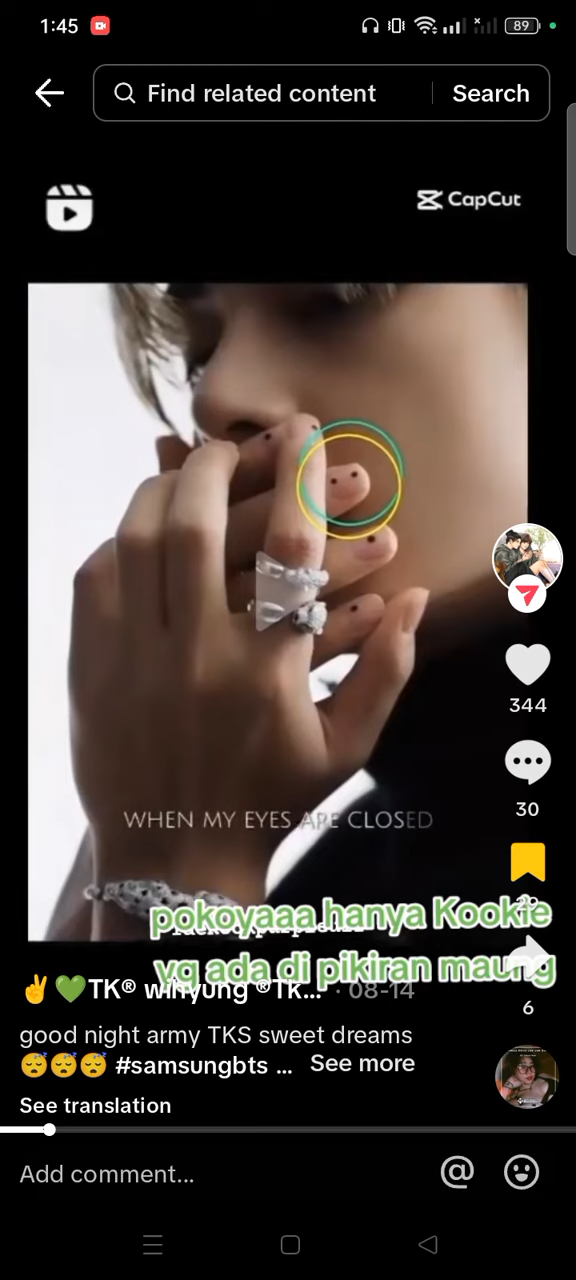 1:45
89
Find related content
Search
CapCut
WHEN MY EYES ARE CLOSED
pokoyaaa hanya Kookie
yg ada di pikiran maung
344
30
6
✌️💚TK® wihyung ®Tk... · 08-14
good night army TKS sweet dreams
😴😴😴 #samsungbts ... See more
See translation
Add comment...